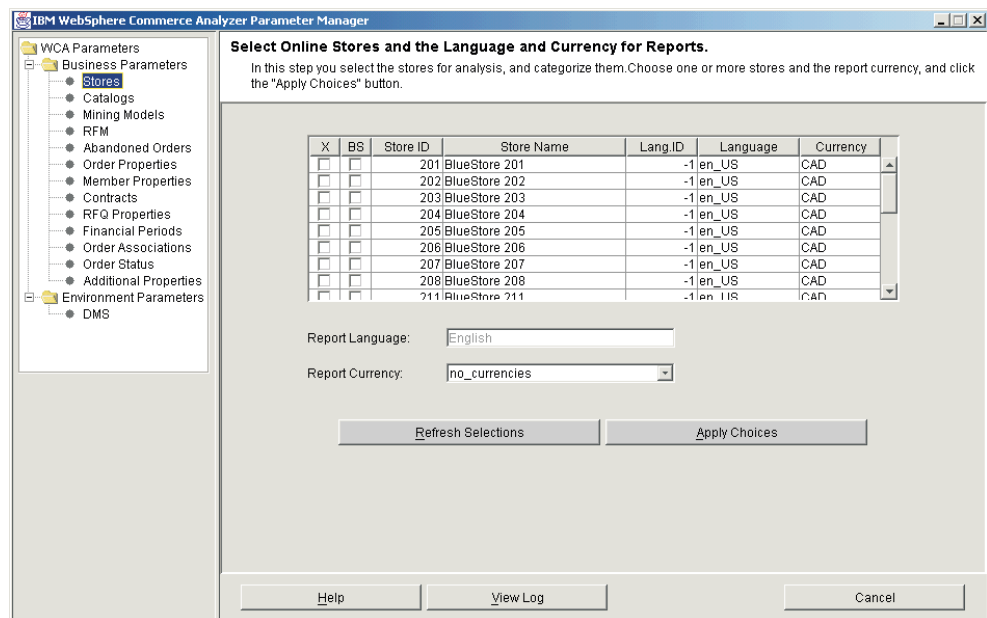 IBM WebSphere Commerce Analyzer Parameter Manager
WCA Parameters
Business Parameters
Stores
Catalogs
Mining Models
RFM
Abandoned Orders
Order Properties
Member Properties
Contracts
RFQ Properties
Financial Periods
Order Associations
Order Status
Additional Properties
Environment Parameters
DMS
Select Online Stores and the Language and Currency for Reports.
In this step you select the stores for analysis, and categorize them.Choose one or more stores and the report currency, and click
the "Apply Choices" button.
X BS Store ID Store Name Lang.ID Language Currency
201 BlueStore 201 -1 en_US CAD
202 BlueStore 202 -1 en_US CAD
203 BlueStore 203 -1 en_US CAD
204 BlueStore 204 -1 en_US CAD
205 BlueStore 205 -1 en_US CAD
206 BlueStore 206 -1 en_US CAD
207 BlueStore 207 -1 en_US CAD
208 BlueStore 208 -1 en_US CAD
211 BlueStore 211 -1 en_US CAD
Report Language: English
Report Currency: no_currencies
Refresh Selections Apply Choices
Help View Log Cancel